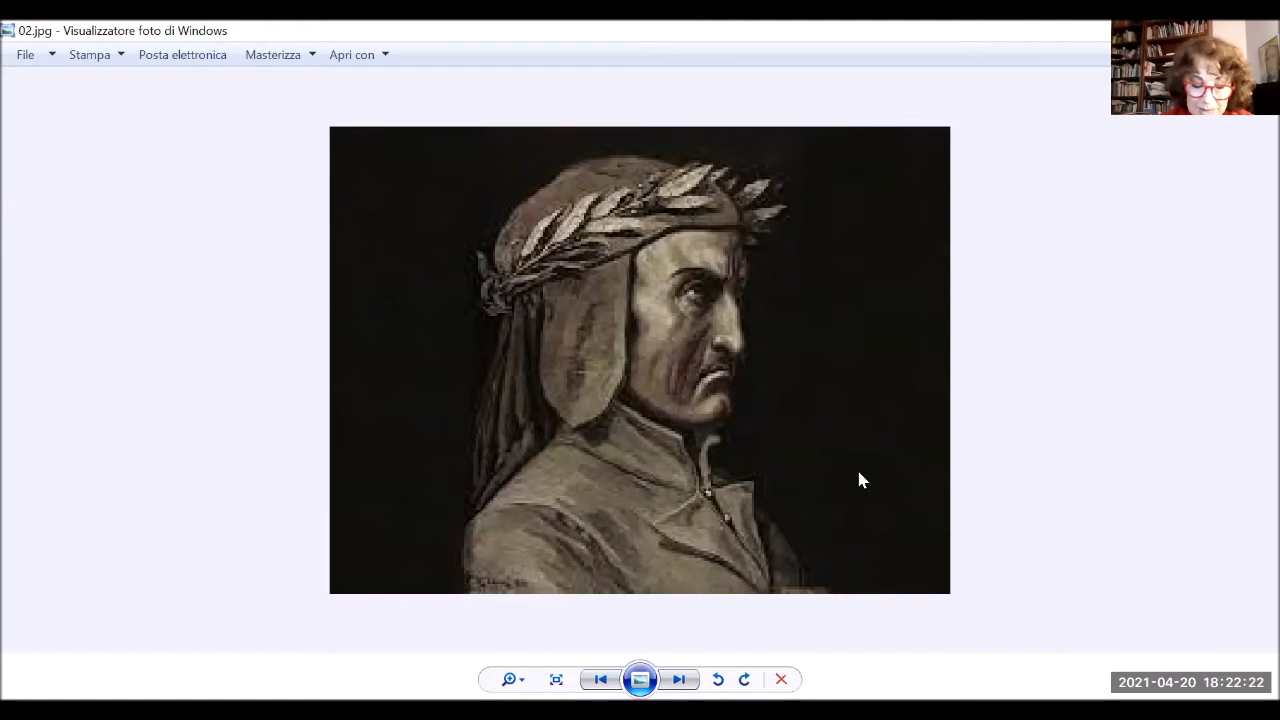 02.jpg - Visualizzatore foto di Windows
File Stampa Posta elettronica Masterizza Apri con
2021-04-20 18:22:22